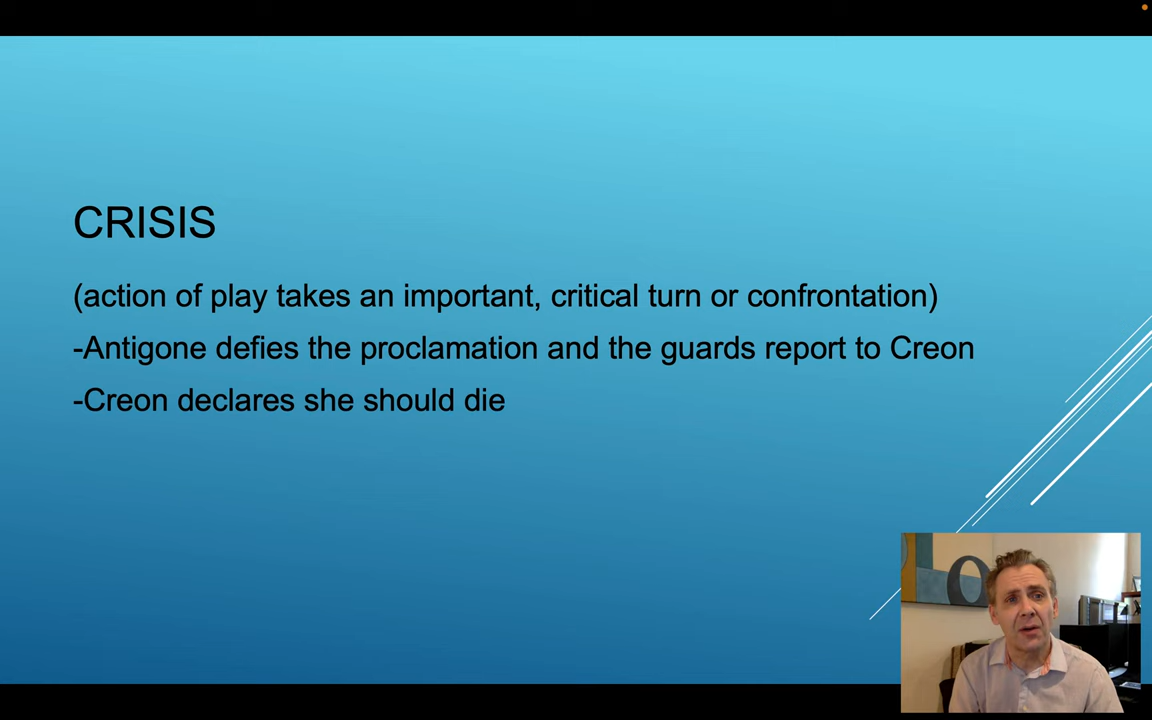 CRISIS
(action of play takes an important, critical turn or confrontation)
-Antigone defies the proclamation and the guards report to Creon
-Creon declares she should die